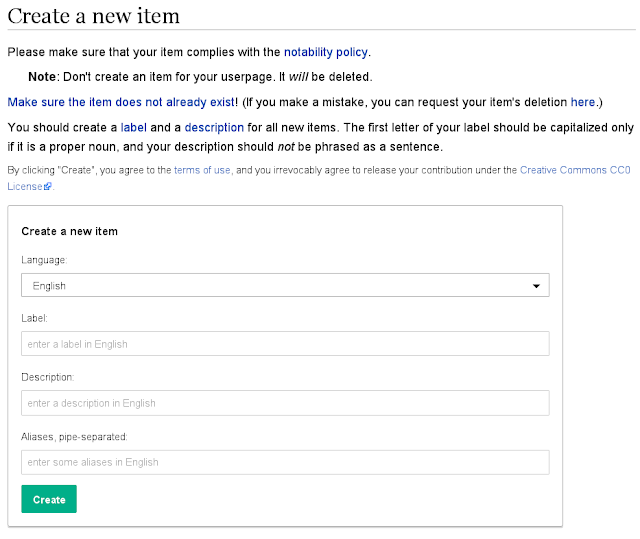 Create a new item
Please make sure that your item complies with the notability policy.
Note: Don't create an item for your userpage. It will be deleted.
Make sure the item does not already exist! (If you make a mistake, you can request your item's deletion here.)
You should create a label and a description for all new items. The first letter of your label should be capitalized only
if it is a proper noun, and your description should not be phrased as a sentence.
By clicking "Create", you agree to the terms of use, and you irrevocably agree to release your contribution under the Creative Commons CC0
License.
Create a new item
Language:
English
Label:
enter a label in English
Description:
enter a description in English
Aliases, pipe-separated:
enter some aliases in English
Create